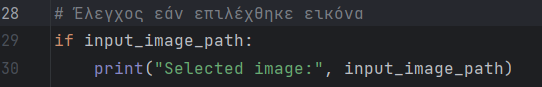 28 # Έλεγχος εάν επιλέχθηκε εικόνα
29 if input_image_path:
30     print("Selected image:", input_image_path)